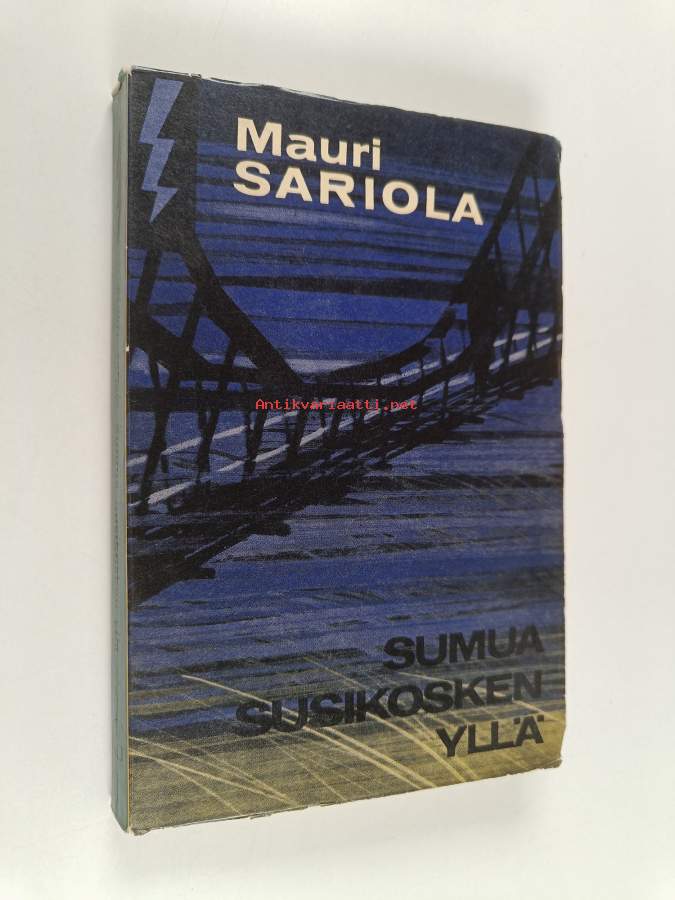 Mauri
SARIOLA
Antikvariaatti.net
SUMUA
SUSIKOSKEN
YLLÄ